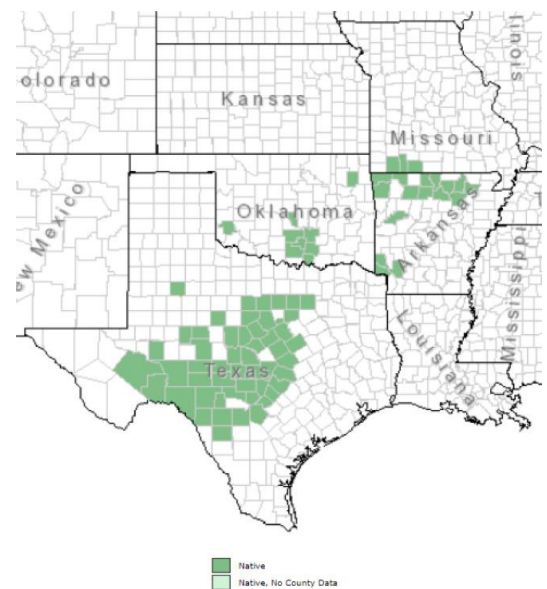 Illinois
olorado
Kansas
Missouri
Oklahoma
ew Mexico
Arkansas
T
Mississippi
Texas
Louisiana
Native
Native, No County Data